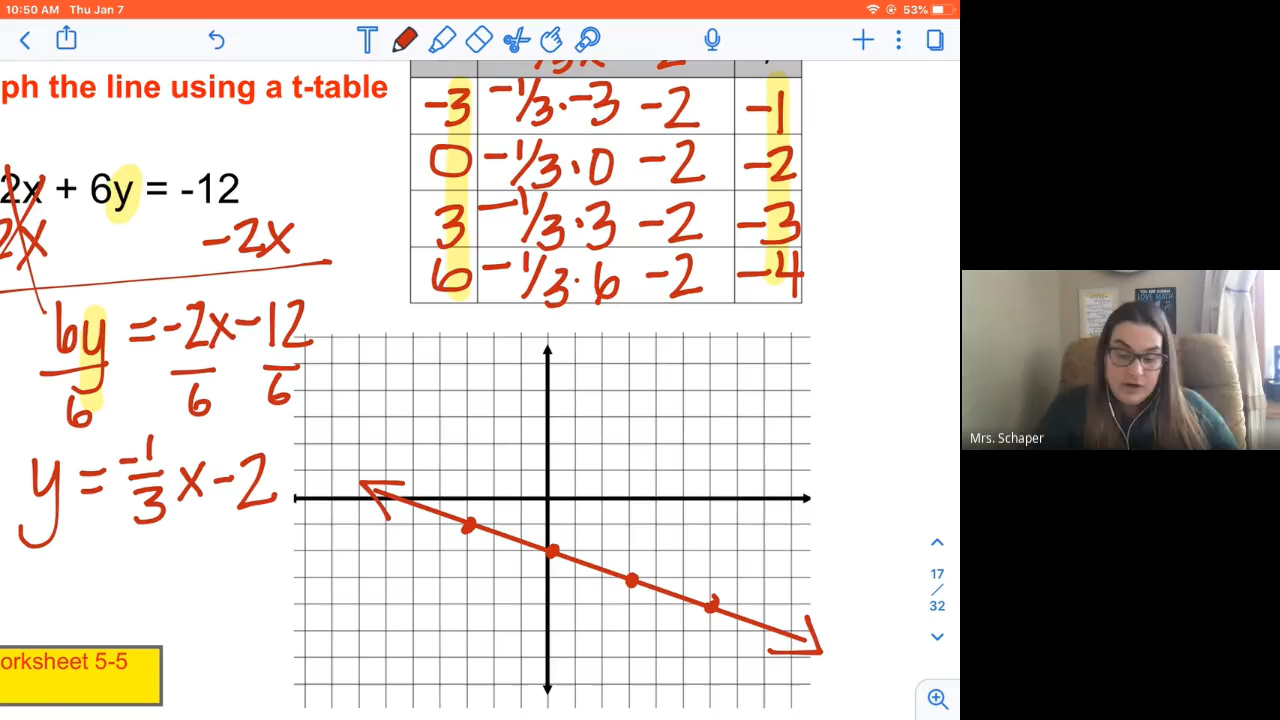 10:50 AM Thu Jan 7
53%
ph the line using a t-table
-3 -1/3 · -3 -2 -1
0 -1/3 · 0 -2 -2
3 -1/3 · 3 -2 -3
6 -1/3 · 6 -2 -4
2x + 6y = -12
2x -2x
6y = -2x - 12
6 6 6
y = -1/3 x - 2
orksheet 5-5
17
/
32
LOVE MATH
Mrs. Schaper